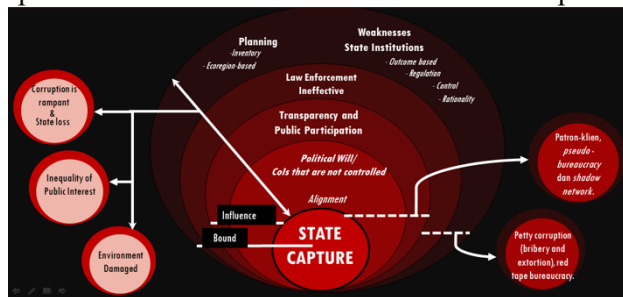 Planning
-Inventory
- Ecoregion-based
Weaknesses
State Institutions
- Outcome based
- Regulation
- Control
- Rationality
Law Enforcement
Ineffective
Transparency and
Public Participation
Political Will/
CoIs that are not controlled
Alignment
Influence
Bound
STATE
CAPTURE
Corruption is
rampant
&
State loss
Inequality of
Public Interest
Environment
Damaged
Patron-klien,
pseudo -
bureaucracy
dan shadow
network.
Petty corruption
(bribery and
extortion), red
tape bureaucracy.